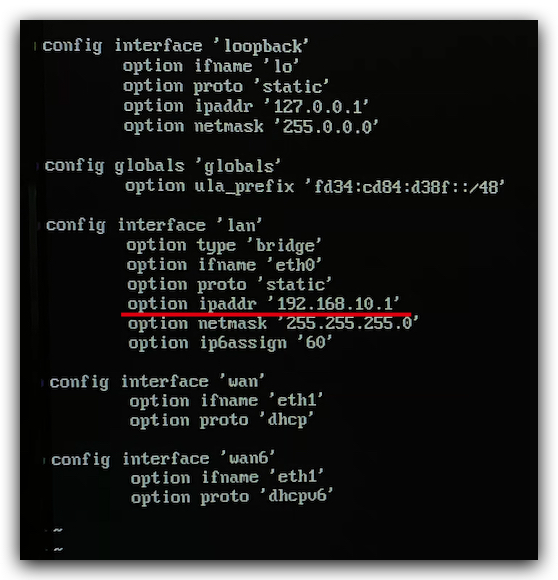 config interface 'loopback'
option ifname 'lo'
option proto 'static'
option ipaddr '127.0.0.1'
option netmask '255.0.0.0'
config globals 'globals'
option ula_prefix 'fd34:cd84:d38f::/48'
config interface 'lan'
option type 'bridge'
option ifname 'eth0'
option proto 'static'
option ipaddr '192.168.10.1'
option netmask '255.255.255.0'
option ip6assign '60'
config interface 'wan'
option ifname 'eth1'
option proto 'dhcp'
config interface 'wan6'
option ifname 'eth1'
option proto 'dhcpv6'
~
~